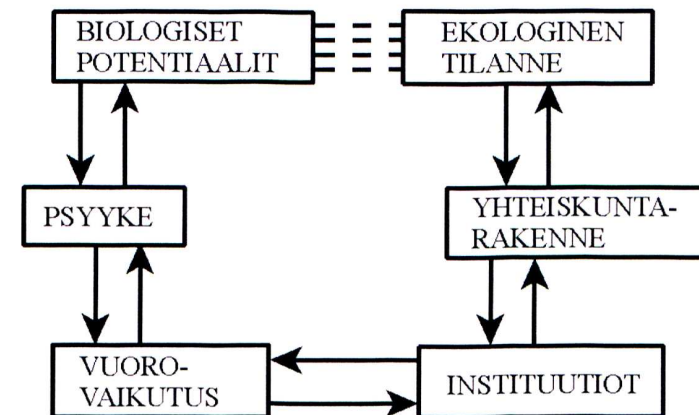 BIOLOGISET
POTENTIAALIT
EKOLOGINEN
TILANNE
PSYYKE
YHTEISKUNTA-
RAKENNE
VUORO-
VAIKUTUS
INSTITUUTIOT